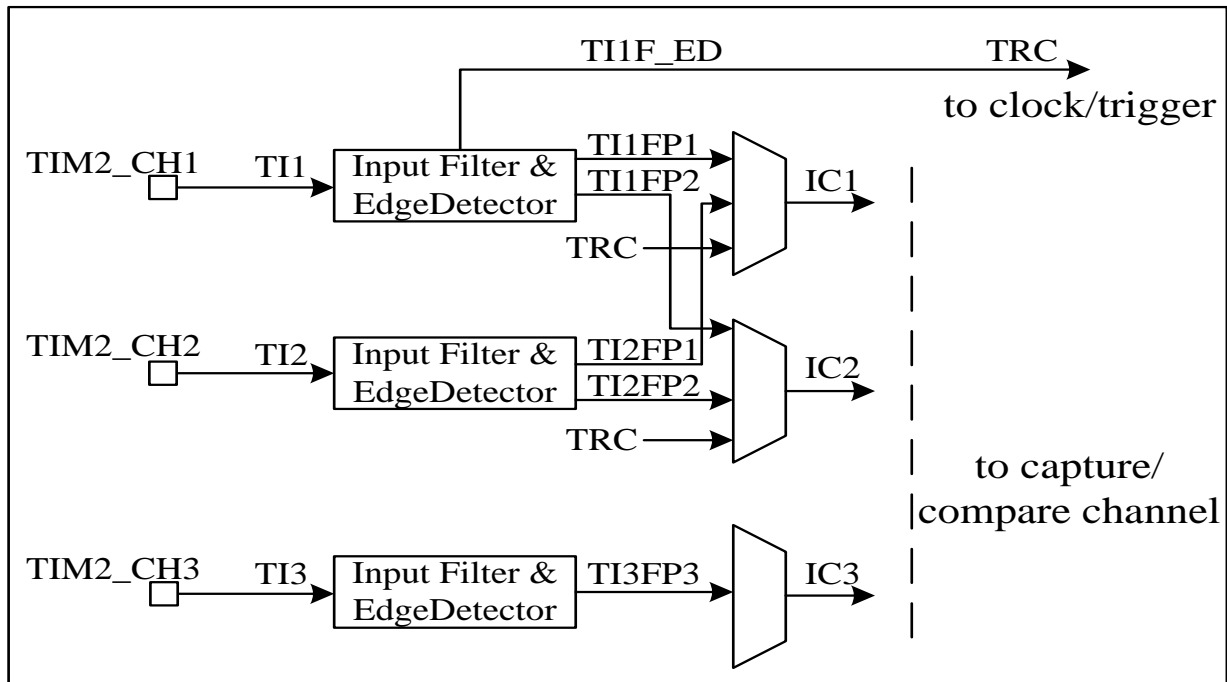 TI1F_ED
TRC
to clock/trigger
TIM2_CH1
TI1
Input Filter &
EdgeDetector
TI1FP1
TI1FP2
TRC
IC1
TIM2_CH2
TI2
Input Filter &
EdgeDetector
TI2FP1
TI2FP2
TRC
IC2
to capture/
compare channel
TIM2_CH3
TI3
Input Filter &
EdgeDetector
TI3FP3
IC3